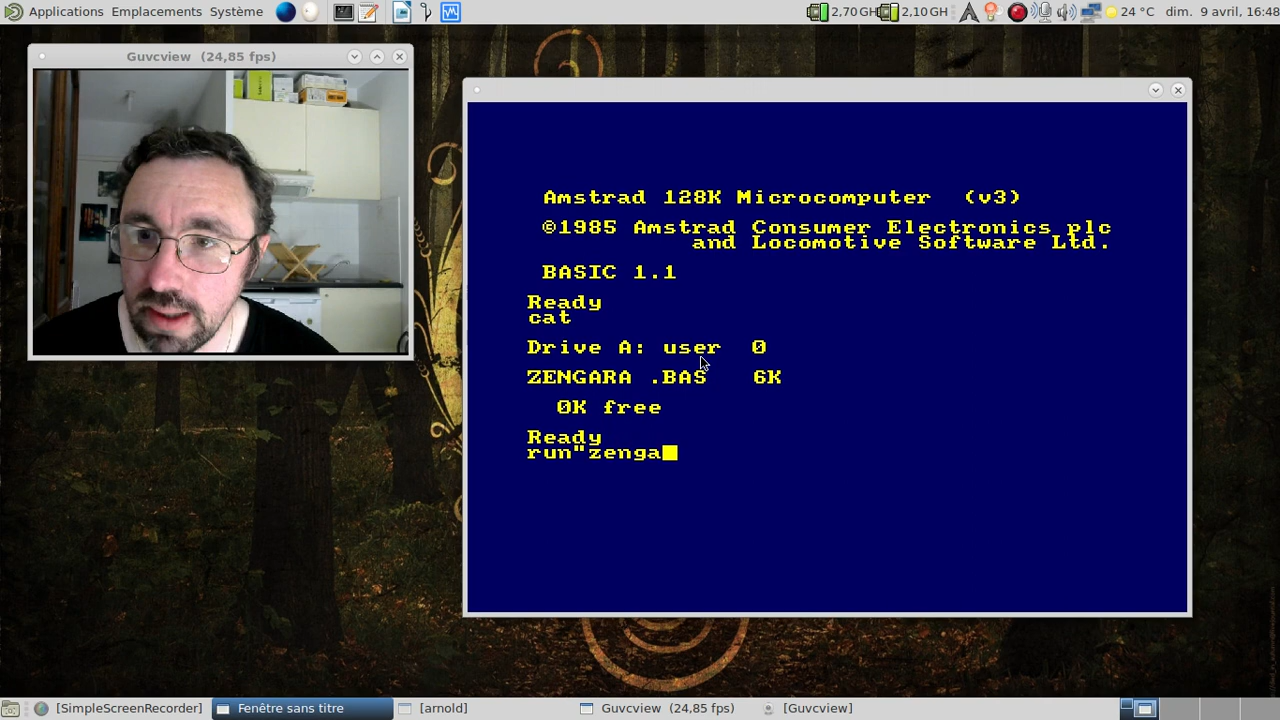 Applications Emplacements Système
2,70 GH 2,10 GH 24 °C dim. 9 avril, 16:48
Guvcview (24,85 fps)
Amstrad 128K Microcomputer (v3)
©1985 Amstrad Consumer Electronics plc
and Locomotive Software Ltd.
BASIC 1.1
Ready
cat
Drive A: user 0
ZENGARA .BAS 6K
0K free
Ready
run"zenga
[SimpleScreenRecorder] Fenêtre sans titre [arnold] Guvcview (24,85 fps) [Guvcview]